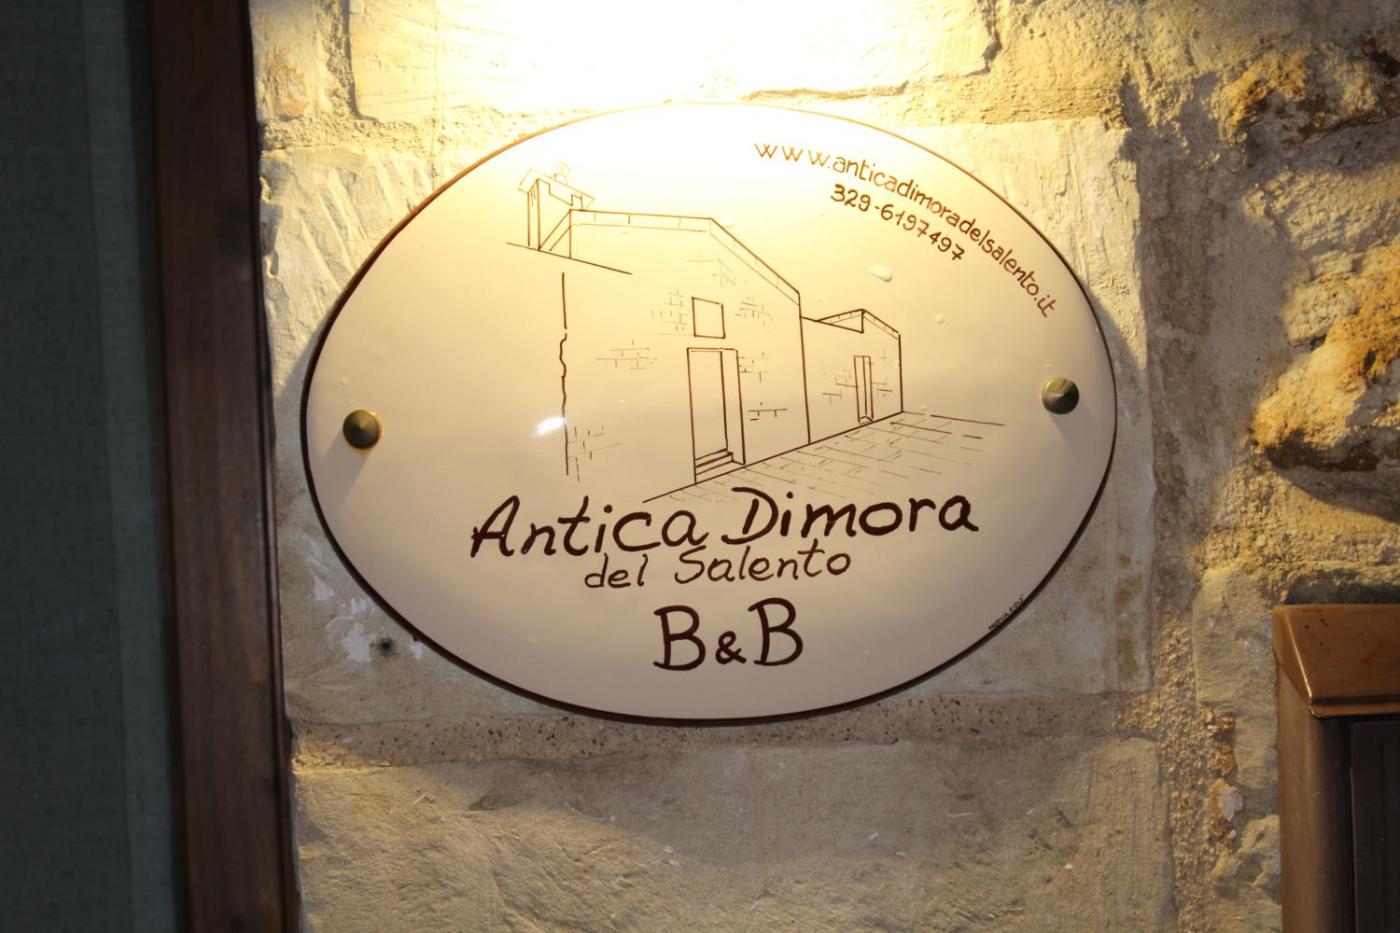 www.anticadimoradelsalento.it
329-6197497
Antica Dimora
del Salento
B&B